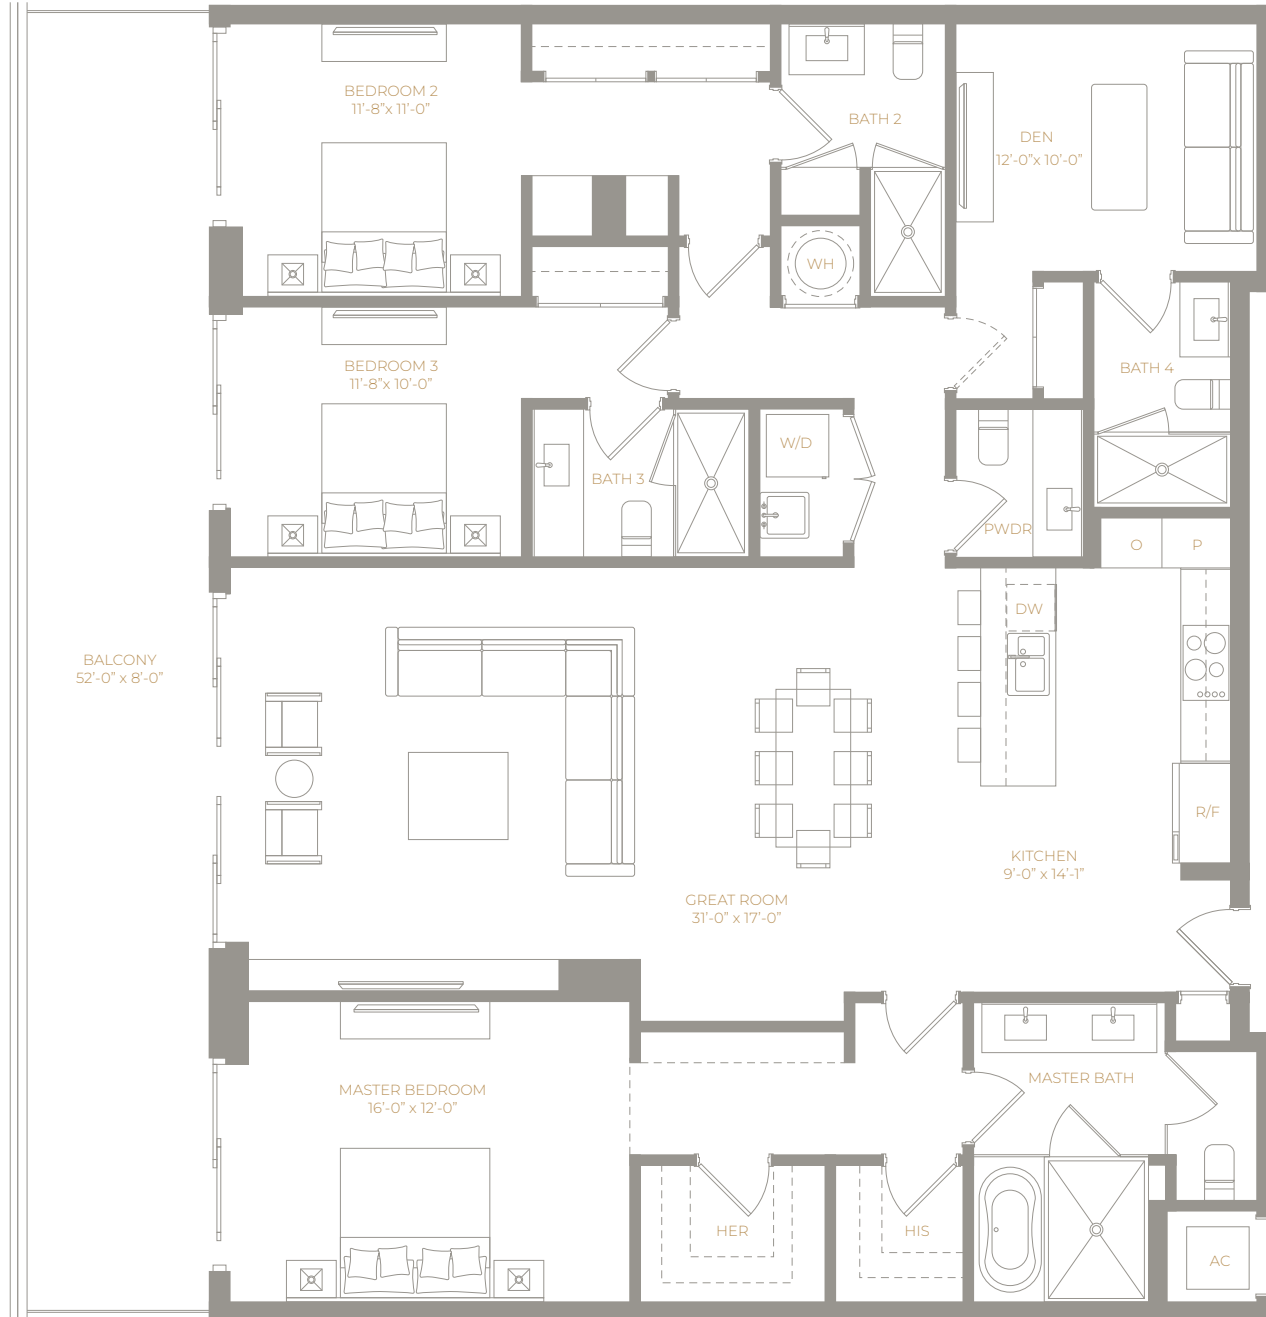 BEDROOM 2
11'-8”x 11'-0”
BATH 2
DEN
12'-0”x 10'-0”
WH
BEDROOM 3
11'-8”x 10'-0”
BATH 4
W/D
BATH 3
PWDR
O
P
DW
BALCONY
52'-0” x 8'-0”
R/F
KITCHEN
9'-0” x 14'-1”
GREAT ROOM
31'-0” x 17'-0”
MASTER BEDROOM
16'-0” x 12'-0”
MASTER BATH
HER
HIS
AC